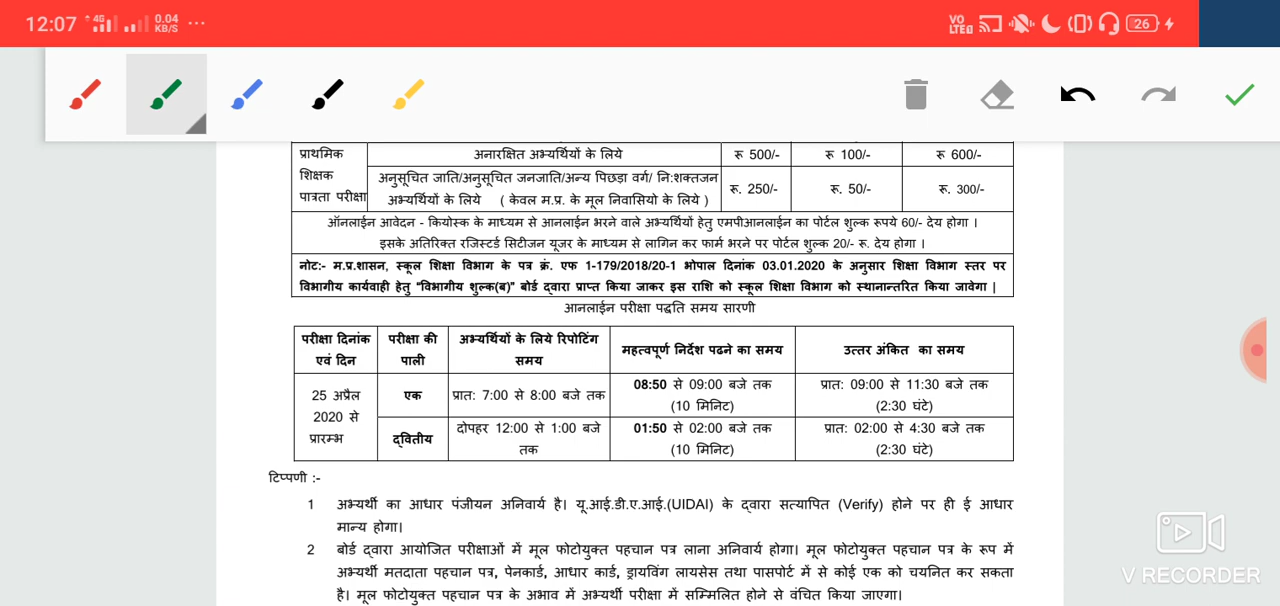 12:07 4G 0.04 KB/S ... VO LTE 26
प्राथमिक शिक्षक पात्रता परीक्षा
अनारक्षित अभ्यर्थियों के लिये रू 500/- रू 100/- रू 600/-
अनुसूचित जाति/अनुसूचित जनजाति/अन्य पिछड़ा वर्ग/ नि:शक्तजन
अभ्यर्थियों के लिये ( केवल म.प्र. के मूल निवासियो के लिये ) रू. 250/- रू. 50/- रू. 300/-
ऑनलाईन आवेदन - कियोस्क के माध्यम से आनलाईन भरने वाले अभ्यर्थियों हेतु एमपीआनलाईन का पोर्टल शुल्क रूपये 60/- देय होगा ।
इसके अतिरिक्त रजिस्टर्ड सिटीजन यूजर के माध्यम से लागिन कर फार्म भरने पर पोर्टल शुल्क 20/- रू. देय होगा ।
नोट:- म.प्र.शासन, स्कूल शिक्षा विभाग के पत्र क्रं. एफ 1-179/2018/20-1 भोपाल दिनांक 03.01.2020 के अनुसार शिक्षा विभाग स्तर पर
विभागीय कार्यवाही हेतु “विभागीय शुल्क(ब)” बोर्ड द्वारा प्राप्त किया जाकर इस राशि को स्कूल शिक्षा विभाग को स्थानान्तरित किया जावेगा |
आनलाईन परीक्षा पद्धति समय सारणी
परीक्षा दिनांक एवं दिन
परीक्षा की पाली
अभ्यर्थियों के लिये रिपोटिंग समय
महत्वपूर्ण निर्देश पढने का समय
उत्तर अंकित का समय
25 अप्रैल 2020 से प्रारम्भ
एक
प्रात: 7:00 से 8:00 बजे तक
08:50 से 09:00 बजे तक
(10 मिनिट)
प्रात: 09:00 से 11:30 बजे तक
(2:30 घंटे)
द्वितीय
दोपहर 12:00 से 1:00 बजे
तक
01:50 से 02:00 बजे तक
(10 मिनिट)
प्रात: 02:00 से 4:30 बजे तक
(2:30 घंटे)
टिप्पणी :-
1 अभ्यर्थी का आधार पंजीयन अनिवार्य है। यू.आई.डी.ए.आई.(UIDAI) के द्वारा सत्यापित (Verify) होने पर ही ई आधार
मान्य होगा।
2 बोर्ड द्वारा आयोजित परीक्षाओं में मूल फोटोयुक्त पहचान पत्र लाना अनिवार्य होगा। मूल फोटोयुक्त पहचान पत्र के रूप में
अभ्यर्थी मतदाता पहचान पत्र, पेनकार्ड, आधार कार्ड, ड्रायविंग लायसेस तथा पासपोर्ट में से कोई एक को चयनित कर सकता
है। मूल फोटोयुक्त पहचान पत्र के अभाव में अभ्यर्थी परीक्षा में सम्मिलित होने से वंचित किया जाएगा।
V RECORDER